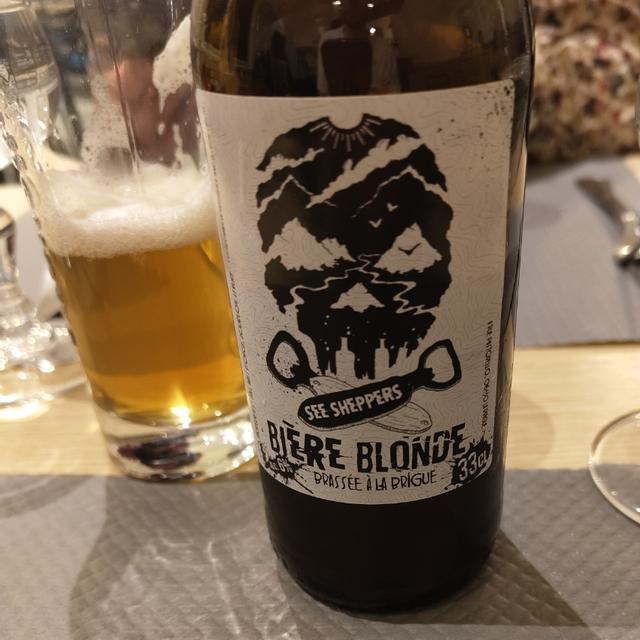 SEE SHEPPERS
BIÈRE BLONDE
33CL
BRASSÉE À LA BRIGUE